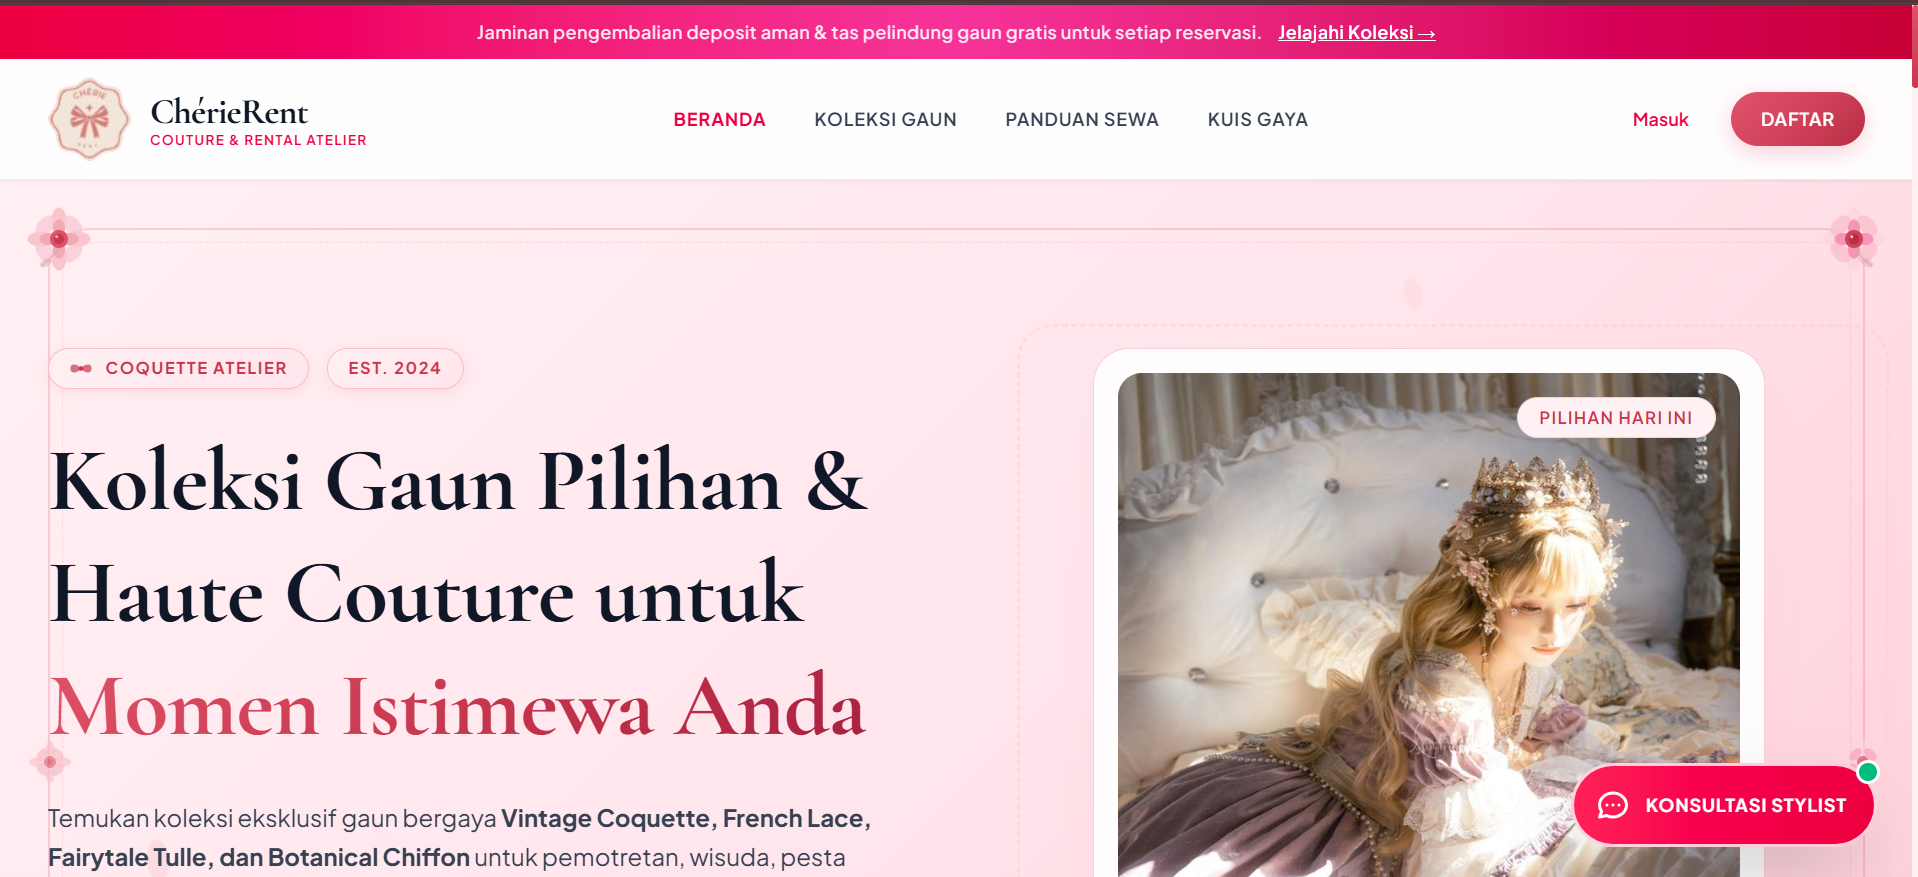 Jaminan pengembalian deposit aman & tas pelindung gaun gratis untuk setiap reservasi. Jelajahi Koleksi →
CHÉRIE
RENT
ChérieRent
COUTURE & RENTAL ATELIER
BERANDA
KOLEKSI GAUN
PANDUAN SEWA
KUIS GAYA
Masuk
DAFTAR
COQUETTE ATELIER
EST. 2024
Koleksi Gaun Pilihan &
Haute Couture untuk
Momen Istimewa Anda
Temukan koleksi eksklusif gaun bergaya Vintage Coquette, French Lace,
Fairytale Tulle, dan Botanical Chiffon untuk pemotretan, wisuda, pesta
PILIHAN HARI INI
KONSULTASI STYLIST